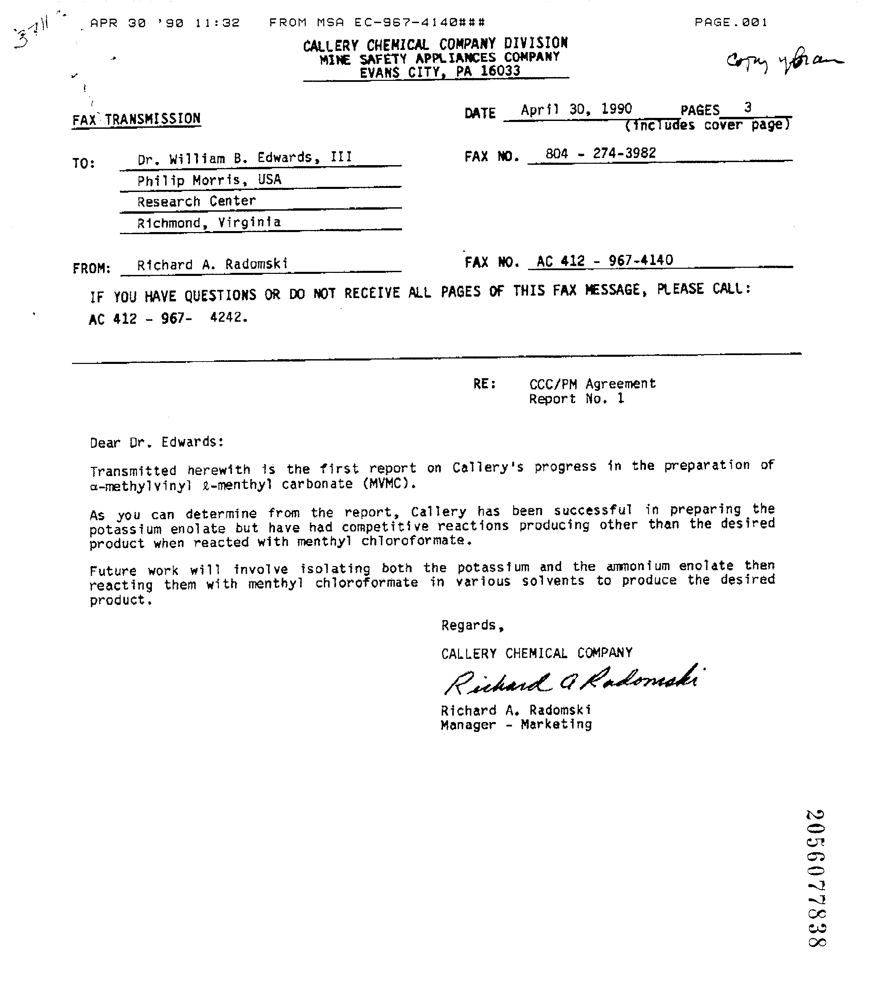 3711
APR 30 '90 11:32 FROM MSA EC-967-4140### PAGE.001
CALLERY CHEMICAL COMPANY DIVISION
MINE SAFETY APPLIANCES COMPANY
EVANS CITY, PA 16033
Copy
FAX TRANSMISSION
DATE April 30, 1990 PAGES 3
(includes cover page)
TO: Dr. William B. Edwards, III FAX NO. 804 - 274-3982
Philip Morris, USA
Research Center
Richmond, Virginia
FROM: Richard A. Radomski FAX NO. AC 412 - 967-4140
IF YOU HAVE QUESTIONS OR DO NOT RECEIVE ALL PAGES OF THIS FAX MESSAGE, PLEASE CALL:
AC 412 - 967- 4242.
RE: CCC/PM Agreement
Report No. 1
Dear Dr. Edwards:
Transmitted herewith is the first report on Callery's progress in the preparation of
α-methylvinyl ℓ-menthyl carbonate (MVMC).
As you can determine from the report, Callery has been successful in preparing the
potassium enolate but have had competitive reactions producing other than the desired
product when reacted with menthyl chloroformate.
Future work will involve isolating both the potassium and the ammonium enolate then
reacting them with menthyl chloroformate in various solvents to produce the desired
product.
Regards,
CALLERY CHEMICAL COMPANY
Richard A Radomski
Richard A. Radomski
Manager - Marketing
2056077838